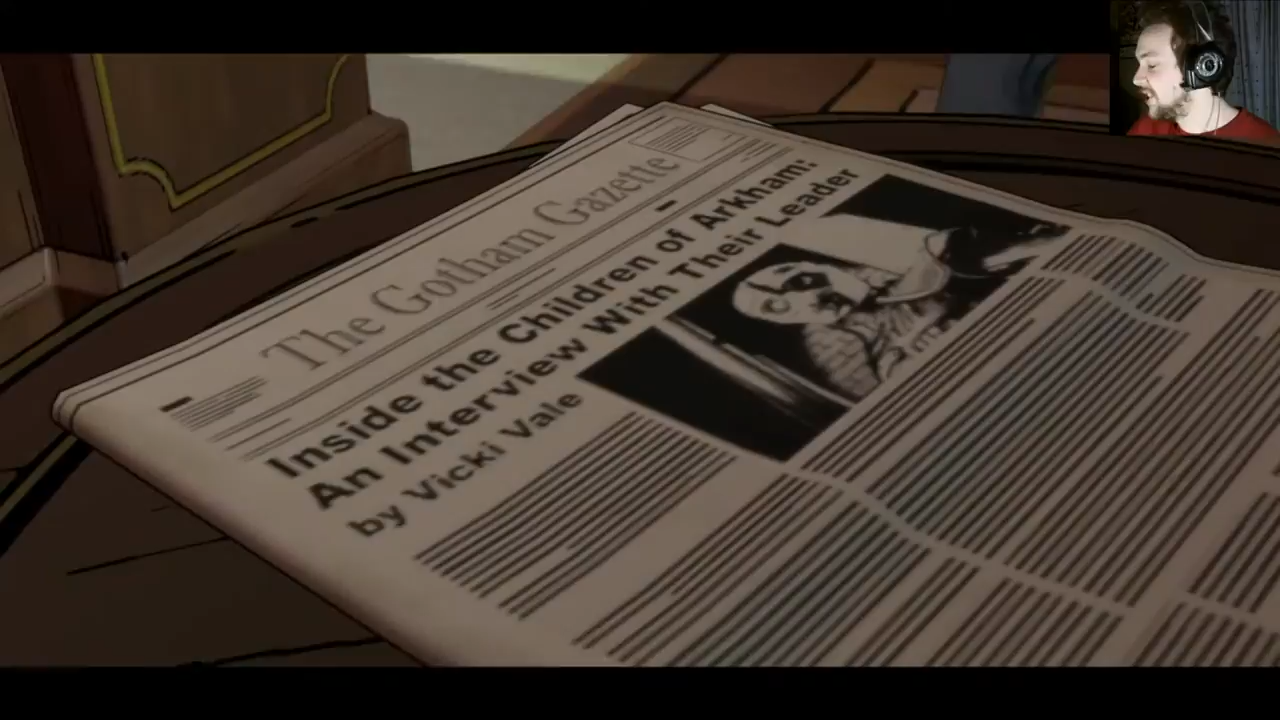 The Gotham Gazette
Inside the Children of Arkham:
An Interview With Their Leader
by Vicki Vale